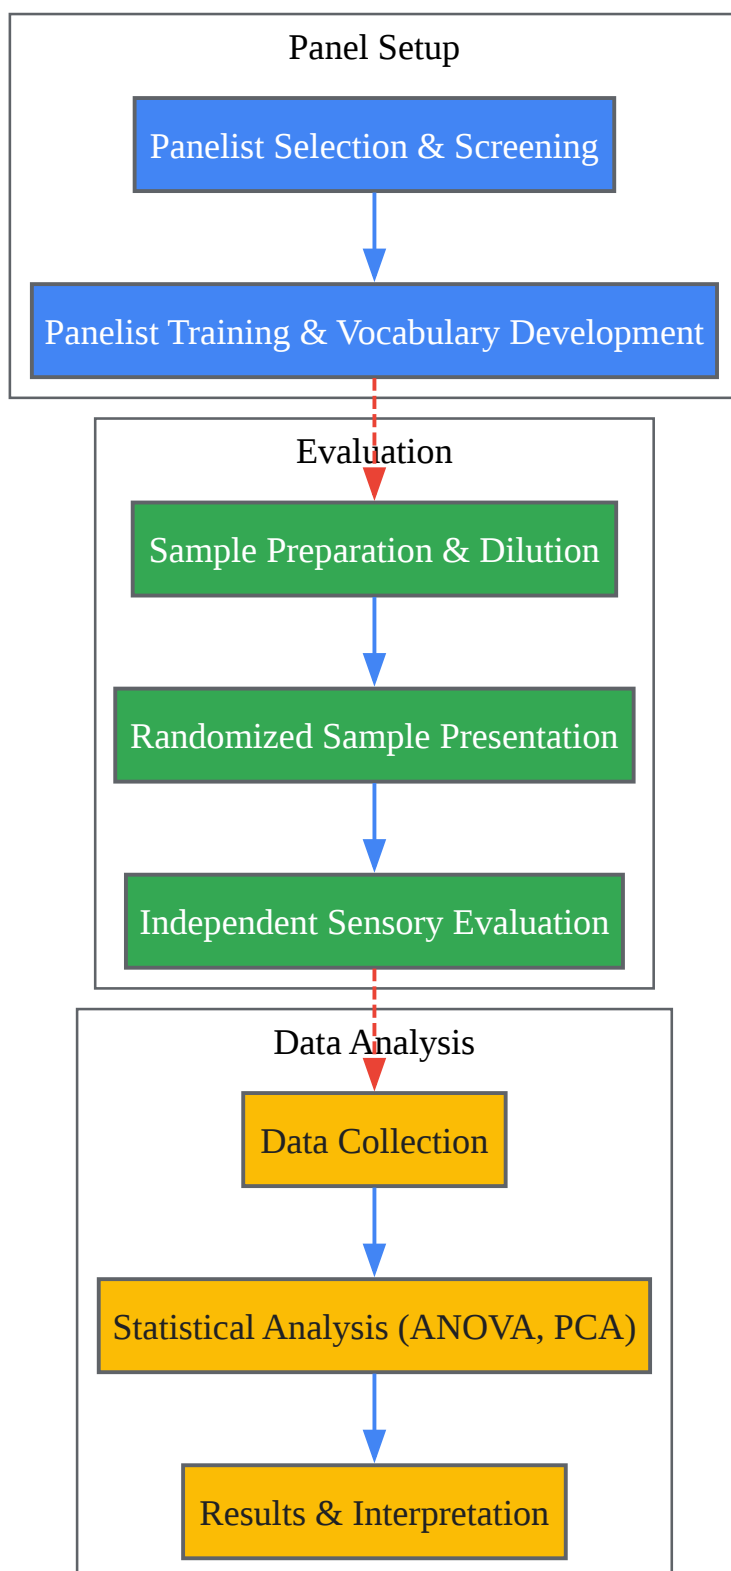 Panel Setup
Panelist Selection & Screening
Panelist Training & Vocabulary Development
Evaluation
Sample Preparation & Dilution
Randomized Sample Presentation
Independent Sensory Evaluation
Data Analysis
Data Collection
Statistical Analysis (ANOVA, PCA)
Results & Interpretation